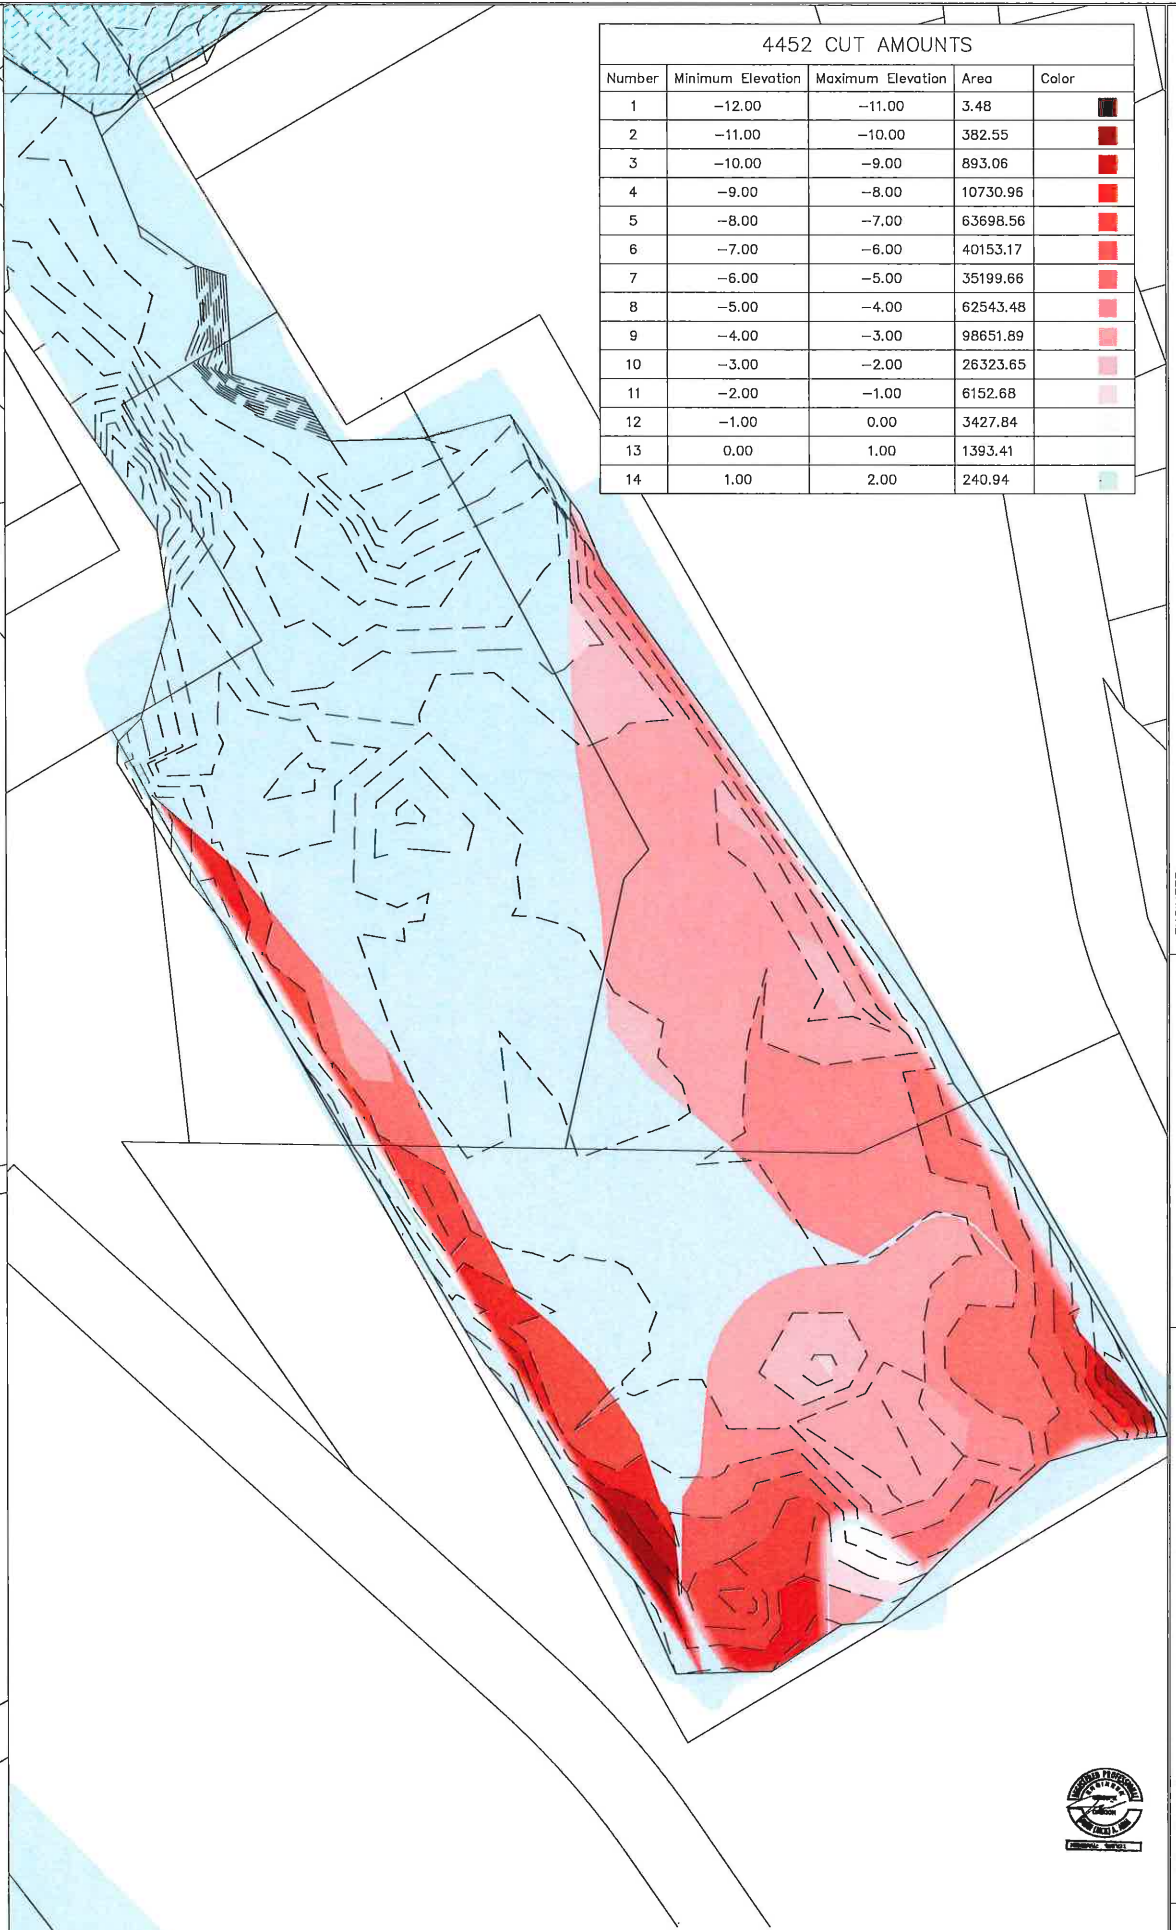 4452 CUT AMOUNTS
Number Minimum Elevation Maximum Elevation Area Color
1 −12.00 −11.00 3.48
2 −11.00 −10.00 382.55
3 −10.00 −9.00 893.06
4 −9.00 −8.00 10730.96
5 −8.00 −7.00 63698.56
6 −7.00 −6.00 40153.17
7 −6.00 −5.00 35199.66
8 −5.00 −4.00 62543.48
9 −4.00 −3.00 98651.89
10 −3.00 −2.00 26323.65
11 −2.00 −1.00 6152.68
12 −1.00 0.00 3427.84
13 0.00 1.00 1393.41
14 1.00 2.00 240.94
REGISTERED PROFESSIONAL
ENGINEER
OREGON